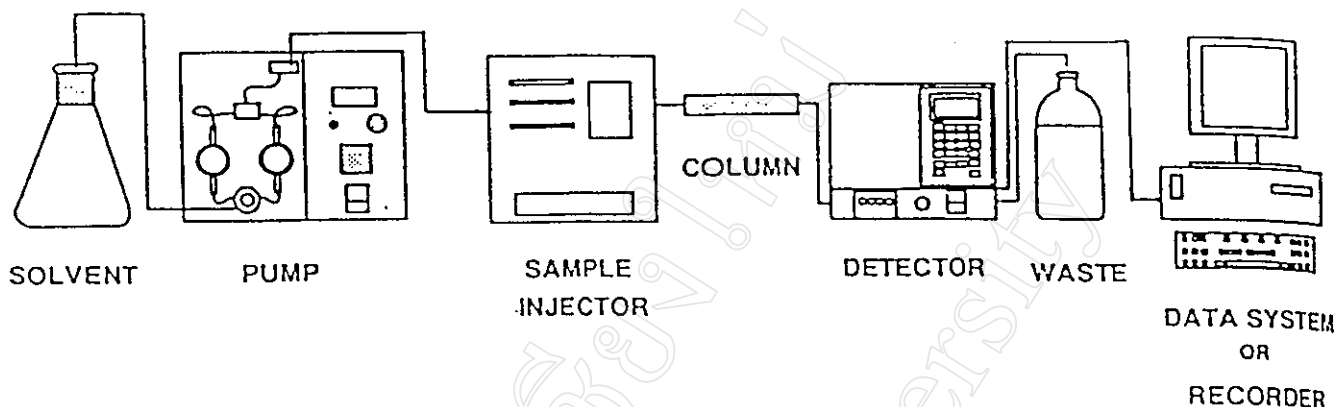 SOLVENT
PUMP
SAMPLE
INJECTOR
COLUMN
DETECTOR
WASTE
DATA SYSTEM
OR
RECORDER